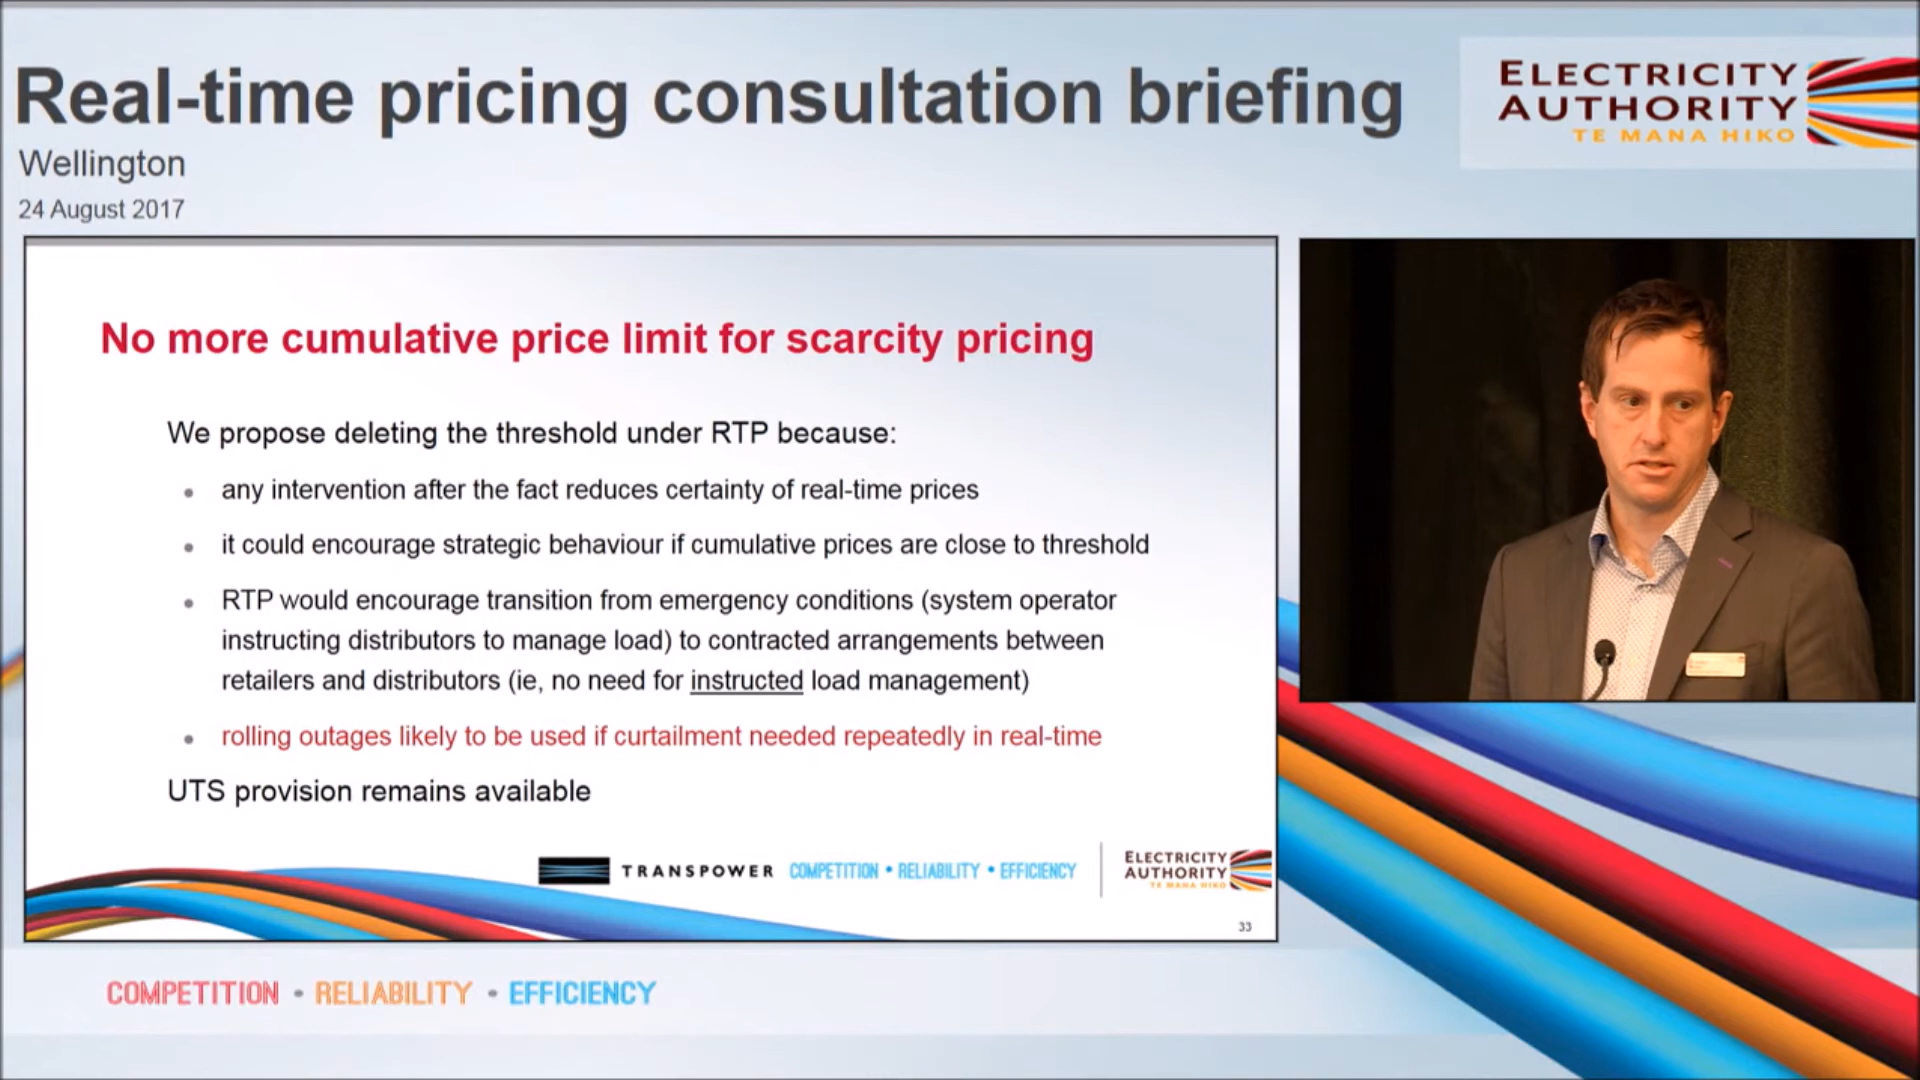 Real-time pricing consultation briefing
Wellington
24 August 2017
ELECTRICITY
AUTHORITY
TE MANA HIKO
No more cumulative price limit for scarcity pricing
We propose deleting the threshold under RTP because:
• any intervention after the fact reduces certainty of real-time prices
• it could encourage strategic behaviour if cumulative prices are close to threshold
• RTP would encourage transition from emergency conditions (system operator
instructing distributors to manage load) to contracted arrangements between
retailers and distributors (ie, no need for instructed load management)
• rolling outages likely to be used if curtailment needed repeatedly in real-time
UTS provision remains available
TRANSPOWER COMPETITION • RELIABILITY • EFFICIENCY
ELECTRICITY
AUTHORITY
TE MANA HIKO
33
COMPETITION • RELIABILITY • EFFICIENCY